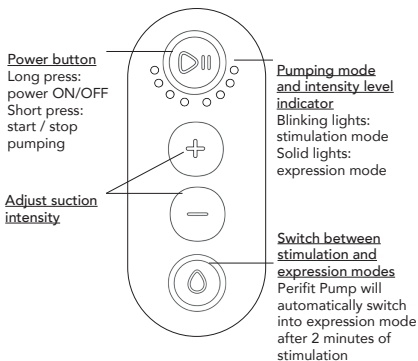 Power button
Long press:
power ON/OFF
Short press:
start / stop
pumping
Adjust suction
intensity
Pumping mode
and intensity level
indicator
Blinking lights:
stimulation mode
Solid lights:
expression mode
Switch between
stimulation and
expression modes
Perifit Pump will
automatically switch
into expression mode
after 2 minutes of
stimulation